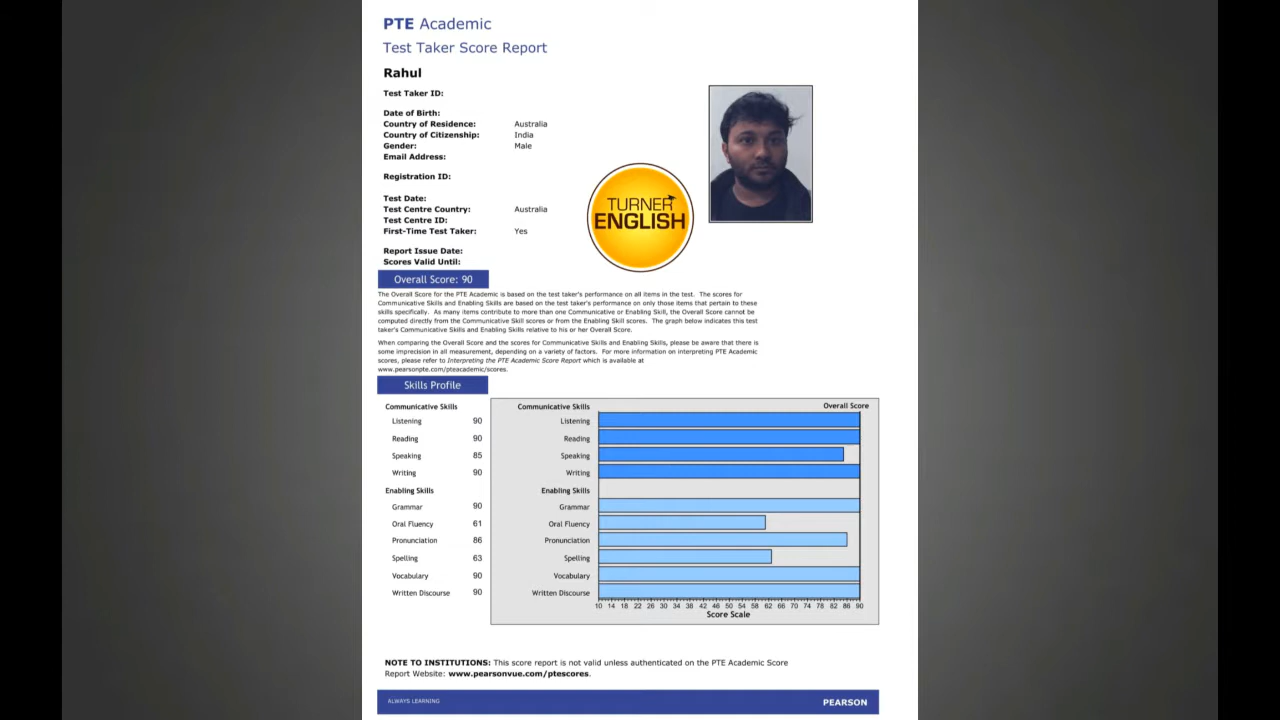 PTE Academic
Test Taker Score Report
Rahul
Test Taker ID:
Date of Birth:
Country of Residence: Australia
Country of Citizenship: India
Gender: Male
Email Address:
Registration ID:
Test Date:
Test Centre Country: Australia
Test Centre ID:
First-Time Test Taker: Yes
Report Issue Date:
Scores Valid Until:
TURNER
ENGLISH
Overall Score: 90
The Overall Score for the PTE Academic is based on the test taker's performance on all items in the test. The scores for
Communicative Skills and Enabling Skills are based on the test taker's performance on only those items that pertain to these
skills specifically. As many items contribute to more than one Communicative or Enabling Skill, the Overall Score cannot be
computed directly from the Communicative Skill scores or from the Enabling Skill scores. The graph below indicates this test
taker's Communicative Skills and Enabling Skills relative to his or her Overall Score.
When comparing the Overall Score and the scores for Communicative Skills and Enabling Skills, please be aware that there is
some imprecision in all measurement, depending on a variety of factors. For more information on interpreting PTE Academic
scores, please refer to Interpreting the PTE Academic Score Report which is available at
www.pearsonpte.com/pteacademic/scores.
Skills Profile
Communicative Skills
Listening 90
Reading 90
Speaking 85
Writing 90
Enabling Skills
Grammar 90
Oral Fluency 61
Pronunciation 86
Spelling 63
Vocabulary 90
Written Discourse 90
Communicative Skills Overall Score
Listening
Reading
Speaking
Writing
Enabling Skills
Grammar
Oral Fluency
Pronunciation
Spelling
Vocabulary
Written Discourse
10 14 18 22 26 30 34 38 42 46 50 54 58 62 66 70 74 78 82 86 90
Score Scale
NOTE TO INSTITUTIONS: This score report is not valid unless authenticated on the PTE Academic Score
Report Website: www.pearsonvue.com/ptescores.
ALWAYS LEARNING PEARSON